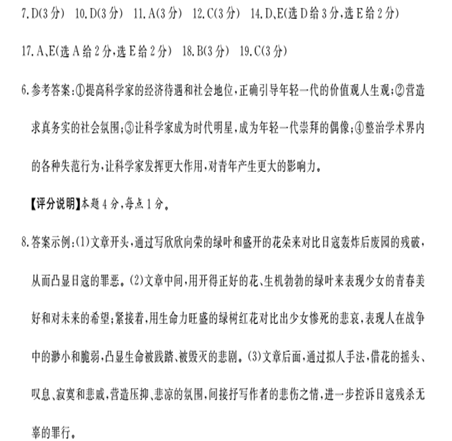 7.D(3分) 10.D(3分) 11.A(3分) 12.C(3分) 14.D、E(选D给3分,选E给2分)
17.A、E(选A给2分,选E给2分) 18.B(3分) 19.C(3分)
6.参考答案:①提高科学家的经济待遇和社会地位,正确引导年轻一代的价值观人生观;②营造
求真务实的社会氛围;③让科学家成为时代明星,成为年轻一代崇拜的偶像;④整治学术界内
的各种失范行为,让科学家发挥更大作用,对青年产生更大的影响力。
【评分说明】本题4分,每点1分。
8.答案示例:(1)文章开头,通过写欣欣向荣的绿叶和盛开的花朵来对比日寇轰炸后废园的残破,
从而凸显日寇的罪恶。(2)文章中间,用开得正好的花、生机勃勃的绿叶来表现少女的青春美
好和对未来的希望;紧接着,用生命力旺盛的绿树红花对比出少女惨死的悲哀,表现人在战争
中的渺小和脆弱,凸显生命被践踏、被毁灭的悲剧。(3)文章后面,通过拟人手法,借花的摇头、
叹息、寂寞和悲戚,营造压抑、悲凉的氛围,间接抒写作者的悲伤之情,进一步控诉日寇残杀无
辜的罪行。